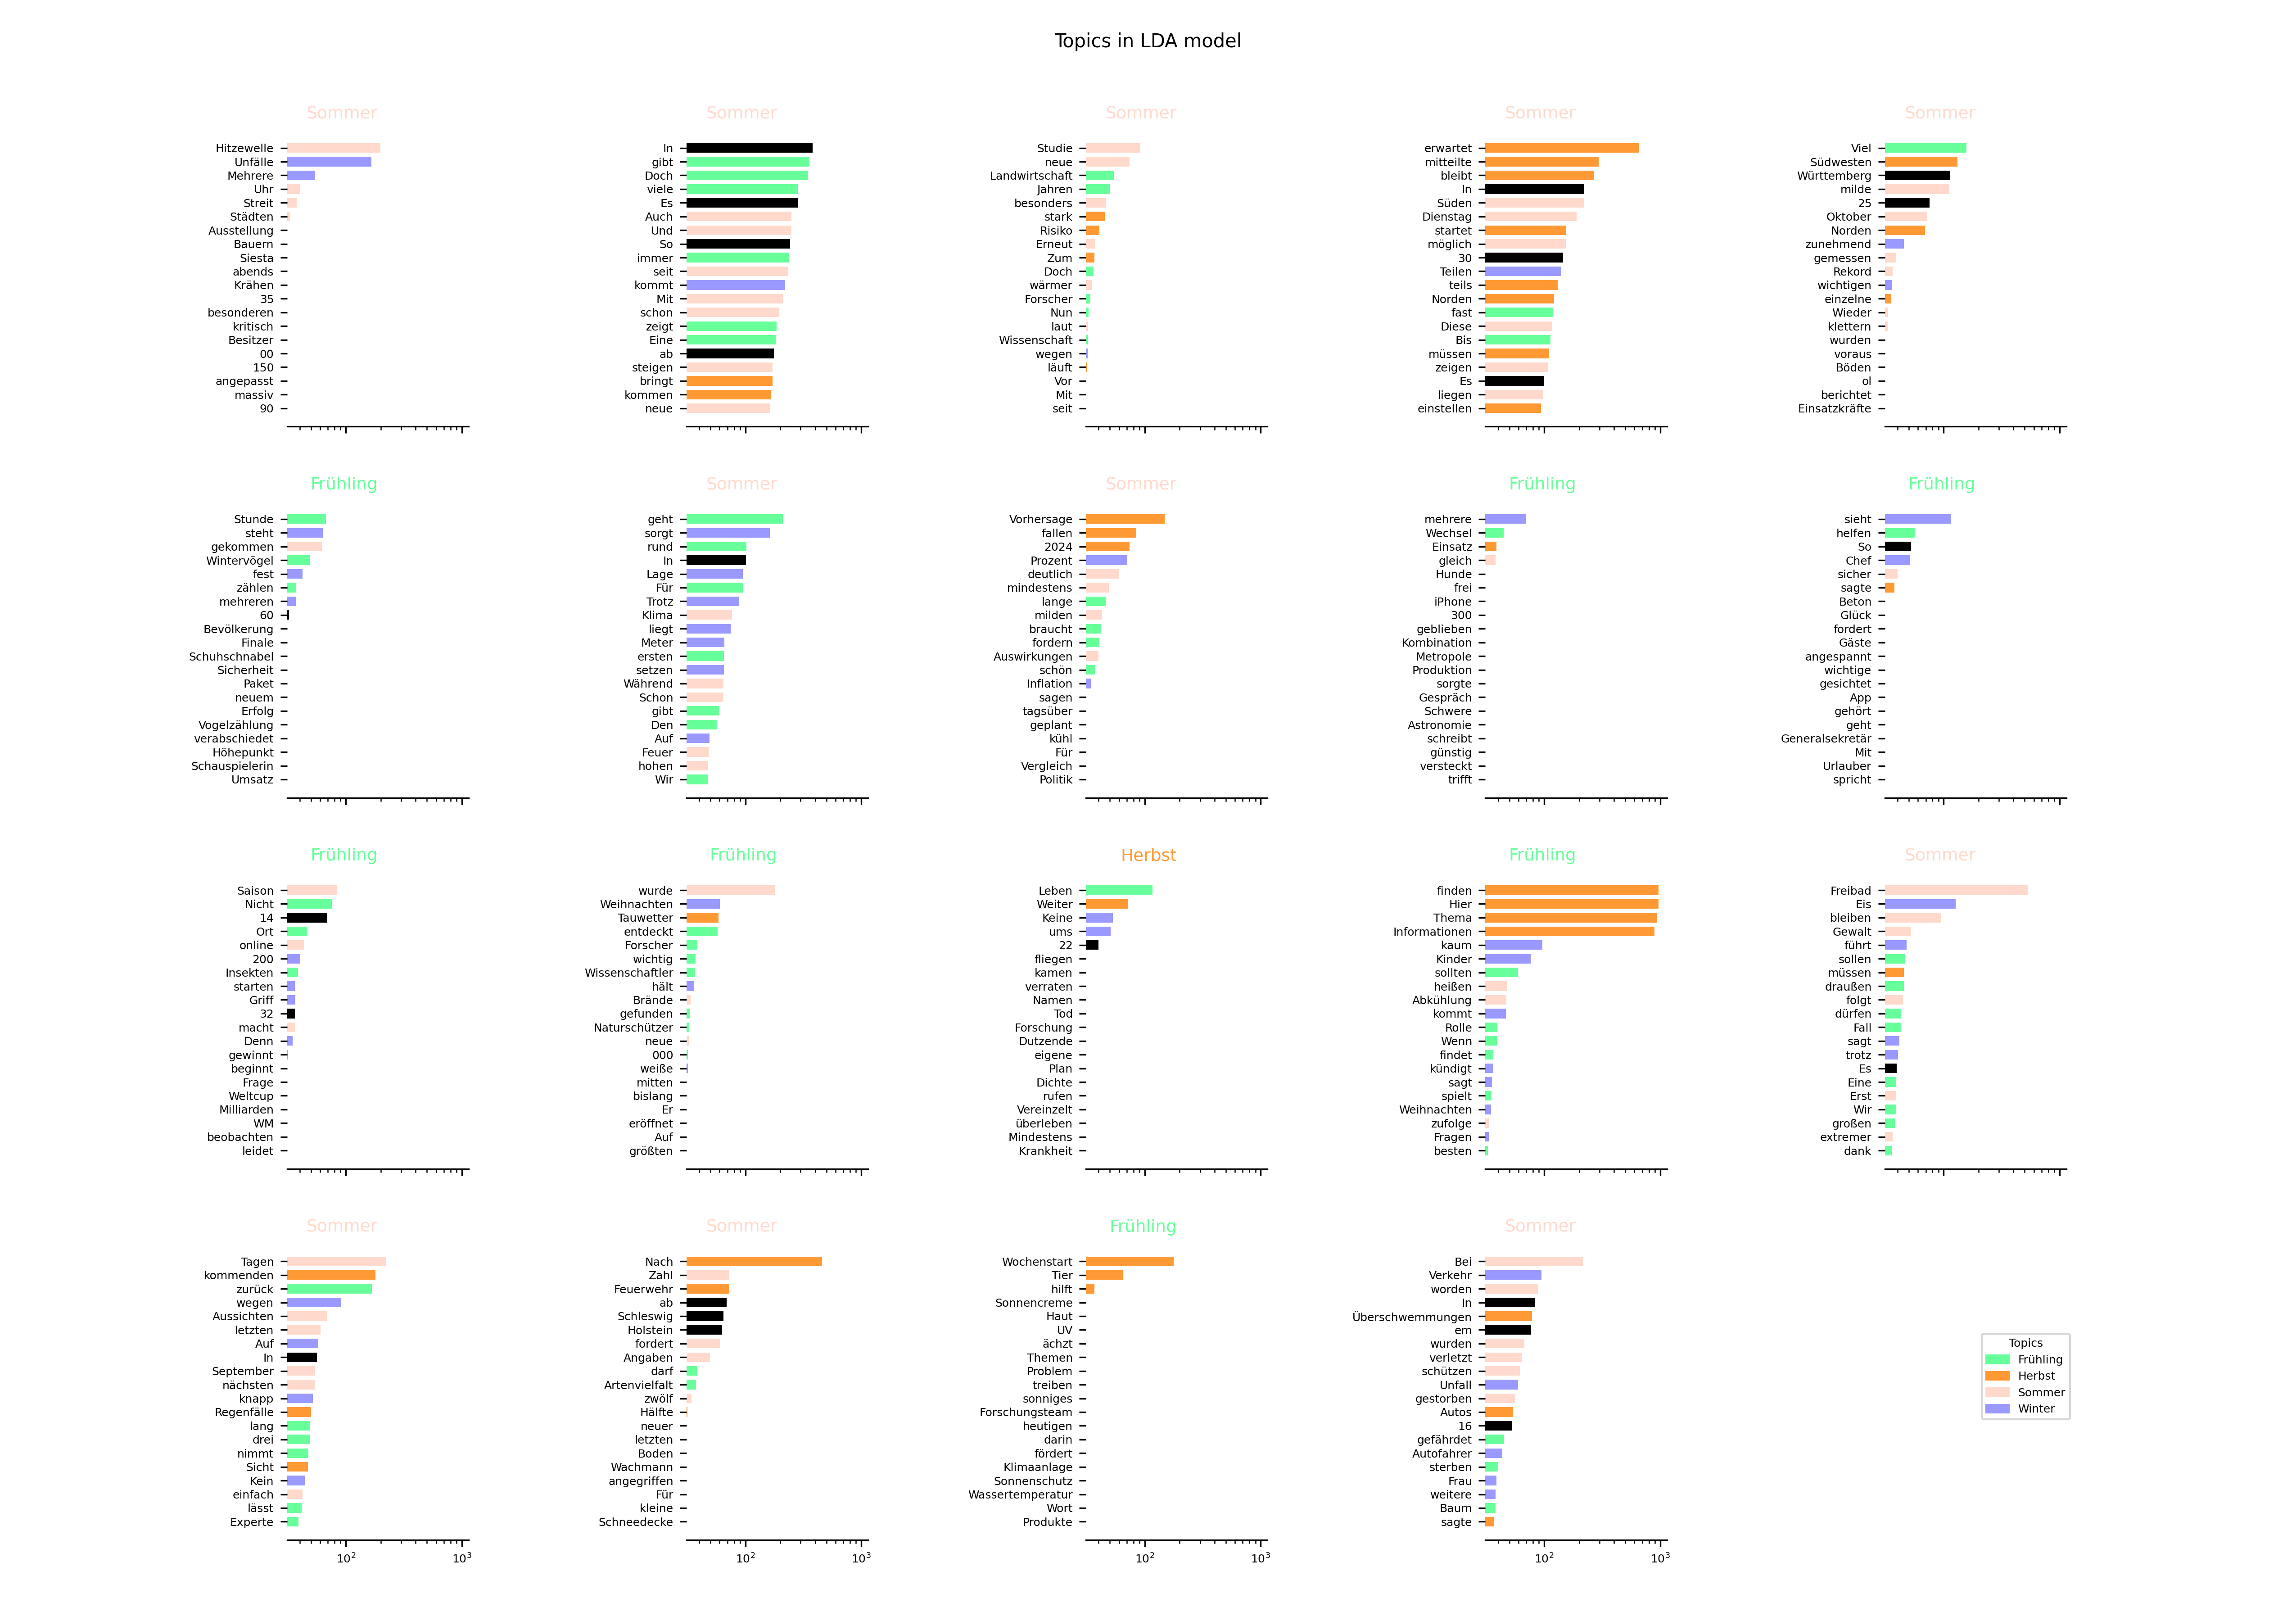 Topics in LDA model
Sommer
Hitzewelle
Unfälle
Mehrere
Uhr
Streit
Städten
Ausstellung
Bauern
Siesta
abends
Krähen
35
besonderen
kritisch
Besitzer
00
150
angepasst
massiv
90
Sommer
In
gibt
Doch
viele
Es
Auch
Und
So
immer
seit
kommt
Mit
schon
zeigt
Eine
ab
steigen
bringt
kommen
neue
Sommer
Studie
neue
Landwirtschaft
Jahren
besonders
stark
Risiko
Erneut
Zum
Doch
wärmer
Forscher
Nun
laut
Wissenschaft
wegen
läuft
Vor
Mit
seit
Sommer
erwartet
mitteilte
bleibt
In
Süden
Dienstag
startet
möglich
30
Teilen
teils
Norden
fast
Diese
Bis
müssen
zeigen
Es
liegen
einstellen
Sommer
Viel
Südwesten
Württemberg
milde
25
Oktober
Norden
zunehmend
gemessen
Rekord
wichtigen
einzelne
Wieder
klettern
wurden
voraus
Böden
ol
berichtet
Einsatzkräfte
Frühling
Stunde
steht
gekommen
Wintervögel
fest
zählen
mehreren
60
Bevölkerung
Finale
Schuhschnabel
Sicherheit
Paket
neuem
Erfolg
Vogelzählung
verabschiedet
Höhepunkt
Schauspielerin
Umsatz
Sommer
geht
sorgt
rund
In
Lage
Für
Trotz
Klima
liegt
Meter
ersten
setzen
Während
Schon
gibt
Den
Auf
Feuer
hohen
Wir
Sommer
Vorhersage
fallen
2024
Prozent
deutlich
mindestens
lange
milden
braucht
fordern
Auswirkungen
schön
Inflation
sagen
tagsüber
geplant
kühl
Für
Vergleich
Politik
Frühling
mehrere
Wechsel
Einsatz
gleich
Hunde
frei
iPhone
300
geblieben
Kombination
Metropole
Produktion
sorgte
Gespräch
Schwere
Astronomie
schreibt
günstig
versteckt
trifft
Frühling
sieht
helfen
So
Chef
sicher
sagte
Beton
Glück
fordert
Gäste
angespannt
wichtige
gesichtet
App
gehört
geht
Generalsekretär
Mit
Urlauber
spricht
Frühling
Saison
Nicht
14
Ort
online
200
Insekten
starten
Griff
32
macht
Denn
gewinnt
beginnt
Frage
Weltcup
Milliarden
WM
beobachten
leidet
Frühling
wurde
Weihnachten
Tauwetter
entdeckt
Forscher
wichtig
Wissenschaftler
hält
Brände
gefunden
Naturschützer
neue
000
weiße
mitten
bislang
Er
eröffnet
Auf
größten
Herbst
Leben
Weiter
Keine
ums
22
fliegen
kamen
verraten
Namen
Tod
Forschung
Dutzende
eigene
Plan
Dichte
rufen
Vereinzelt
überleben
Mindestens
Krankheit
Frühling
finden
Hier
Thema
Informationen
kaum
Kinder
sollten
heißen
Abkühlung
kommt
Rolle
Wenn
findet
kündigt
sagt
spielt
Weihnachten
zufolge
Fragen
besten
Sommer
Freibad
Eis
bleiben
Gewalt
führt
sollen
müssen
draußen
folgt
dürfen
Fall
sagt
trotz
Es
Eine
Erst
Wir
großen
extremer
dank
Sommer
Tagen
kommenden
zurück
wegen
Aussichten
letzten
Auf
In
September
nächsten
knapp
Regenfälle
lang
drei
nimmt
Sicht
Kein
einfach
lässt
Experte
10² 10³
Sommer
Nach
Zahl
Feuerwehr
ab
Schleswig
Holstein
fordert
Angaben
darf
Artenvielfalt
zwölf
Hälfte
neuer
letzten
Boden
Wachmann
angegriffen
Für
kleine
Schneedecke
10² 10³
Frühling
Wochenstart
Tier
hilft
Sonnencreme
Haut
UV
ächzt
Themen
Problem
treiben
sonniges
Forschungsteam
heutigen
darin
fördert
Klimaanlage
Sonnenschutz
Wassertemperatur
Wort
Produkte
10² 10³
Sommer
Bei
Verkehr
worden
In
Überschwemmungen
em
wurden
verletzt
schützen
Unfall
gestorben
Autos
16
gefährdet
Autofahrer
sterben
Frau
weitere
Baum
sagte
10² 10³
Topics
Frühling
Herbst
Sommer
Winter